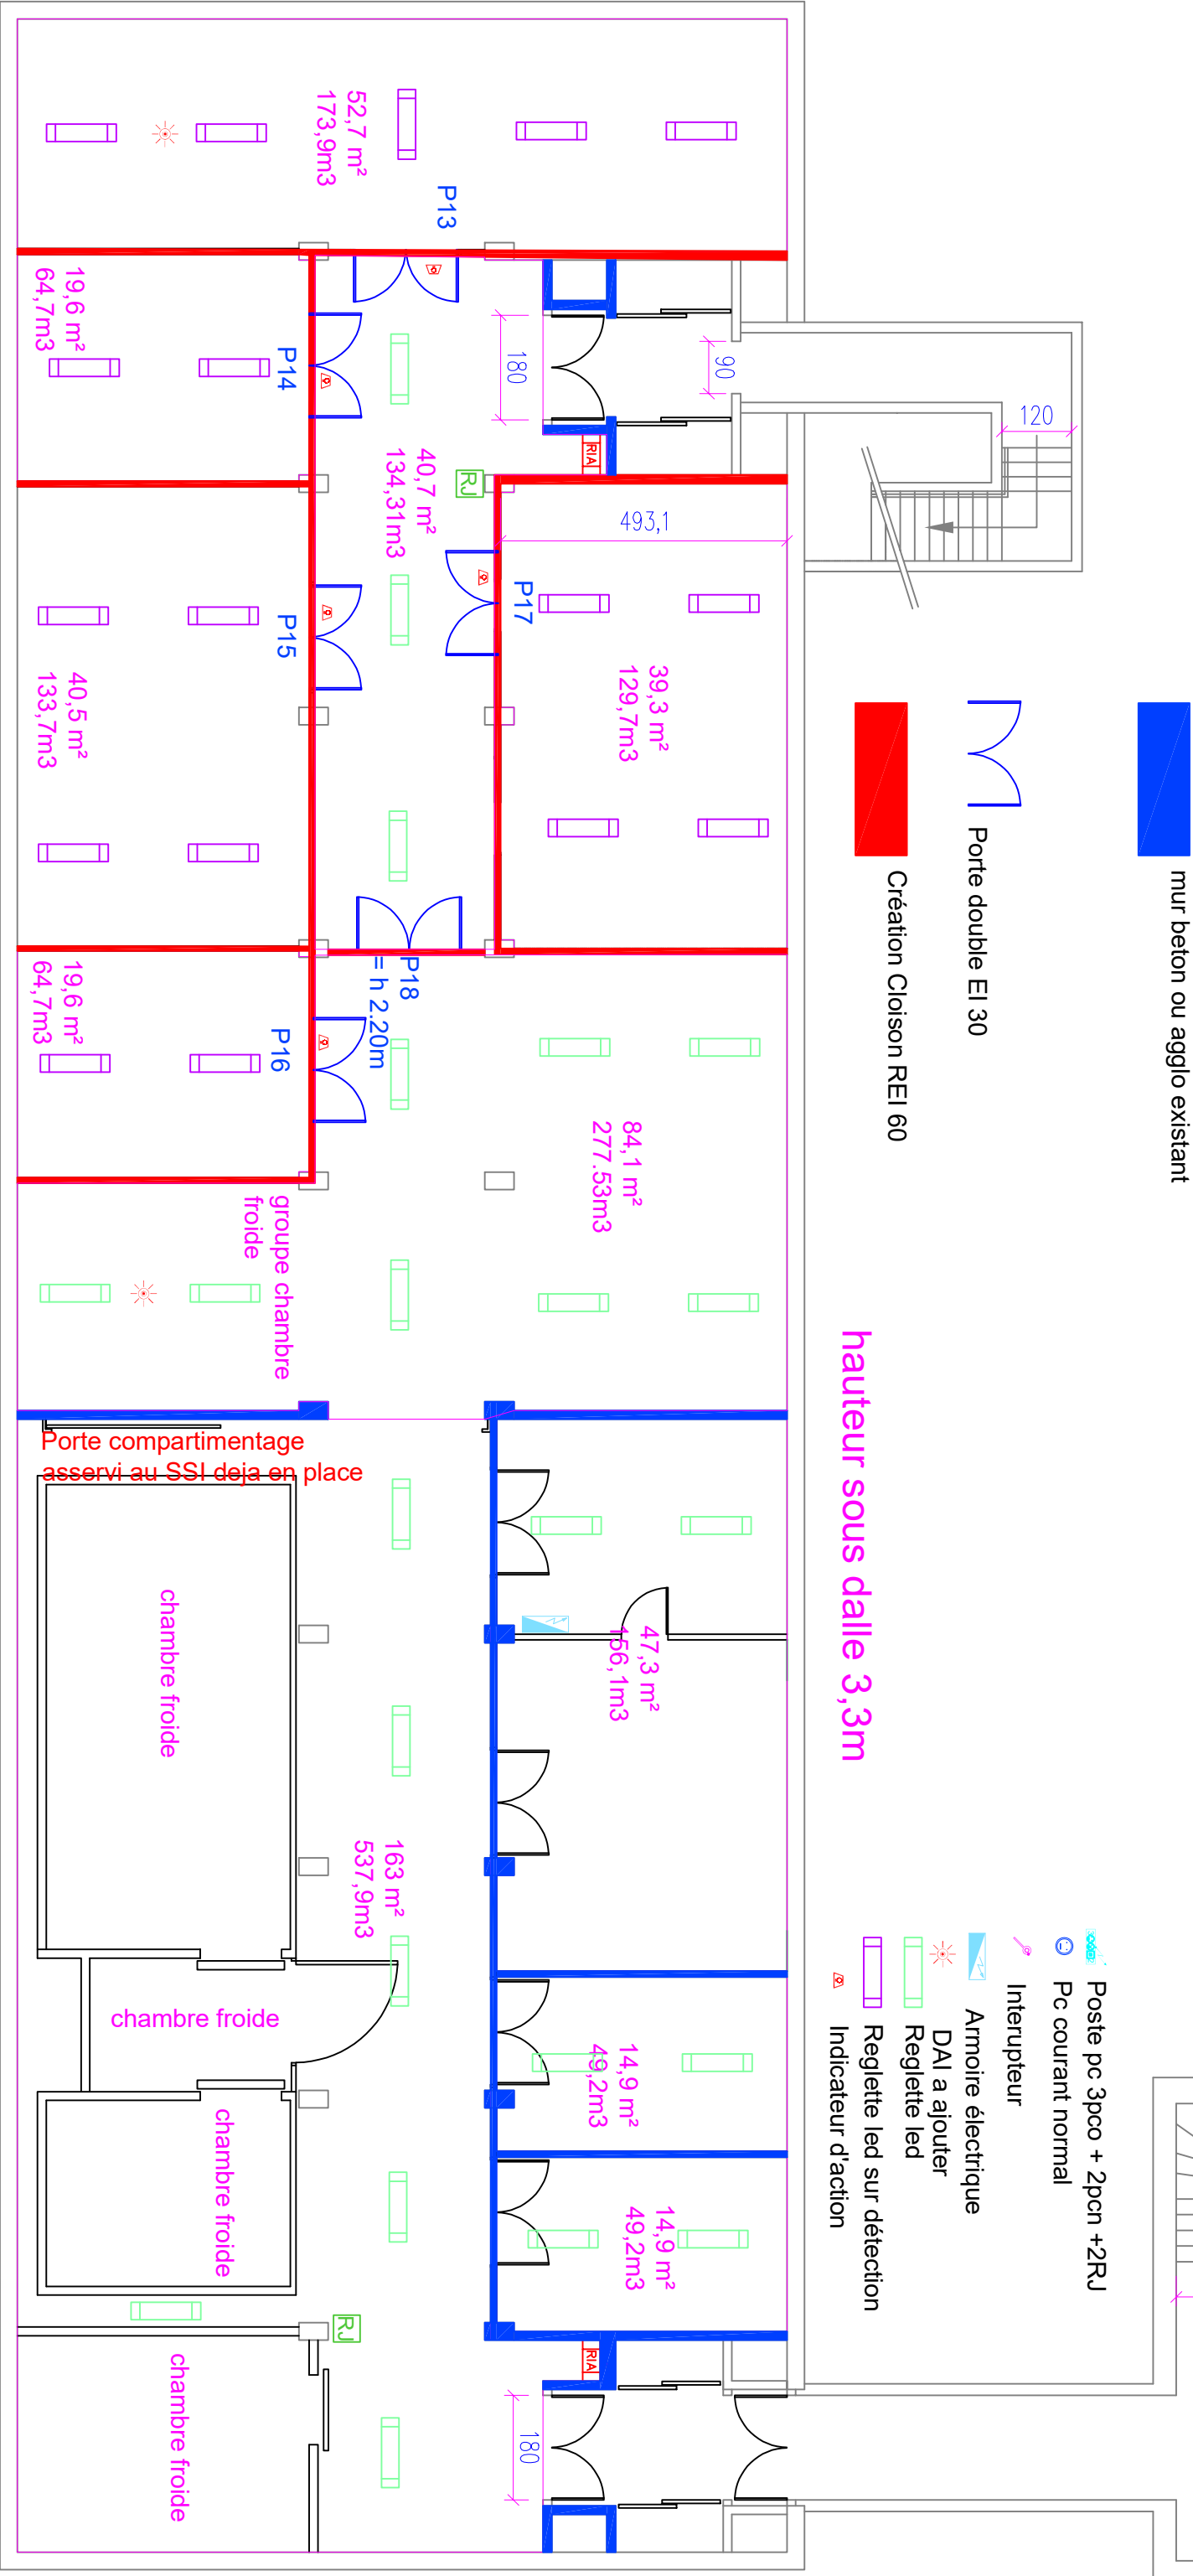 mur beton ou agglo existant
Porte double EI 30
Création Cloison REI 60
Poste pc 3pco + 2pcn +2RJ
Pc courant normal
Interupteur
Armoire électrique
DAI a ajouter
Reglette led
Reglette led sur détection
Indicateur d'action
hauteur sous dalle 3,3m
52,7 m²
173,9m3
P13
19,6 m²
64,7m3
P14
180
90
120
RIA
RJ
40,7 m²
134,31m3
493,1
P17
39,3 m²
129,7m3
P15
40,5 m²
133,7m3
P18
= h 2.20m
P16
19,6 m²
64,7m3
84,1 m²
277.53m3
groupe chambre
froide
Porte compartimentage
asservi au SSI deja en place
chambre froide
47,3 m²
156,1m3
163 m²
537,9m3
chambre froide
14,9 m²
49,2m3
chambre froide
14,9 m²
49,2m3
RJ
RIA
chambre froide
180